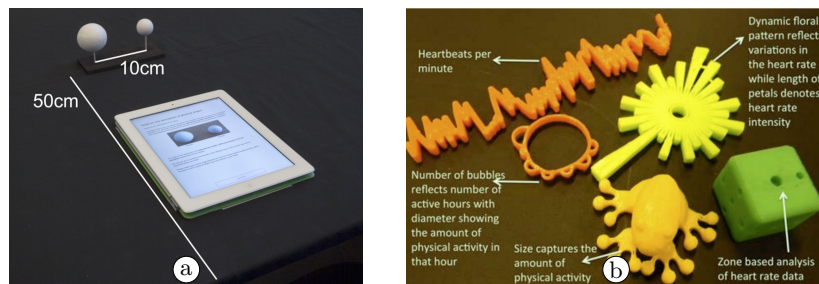 10cm
50cm
a
Heartbeats per
minute
Dynamic floral
pattern reflect
variations in
the heart rate
while length of
petals denotes
heart rate
intensity
Number of bubbles
reflects number of
active hours with
diameter showing
the amount of
physical activity in
that hour
Size captures the
amount of
physical activity
Zone based analysis
of heart rate data
b